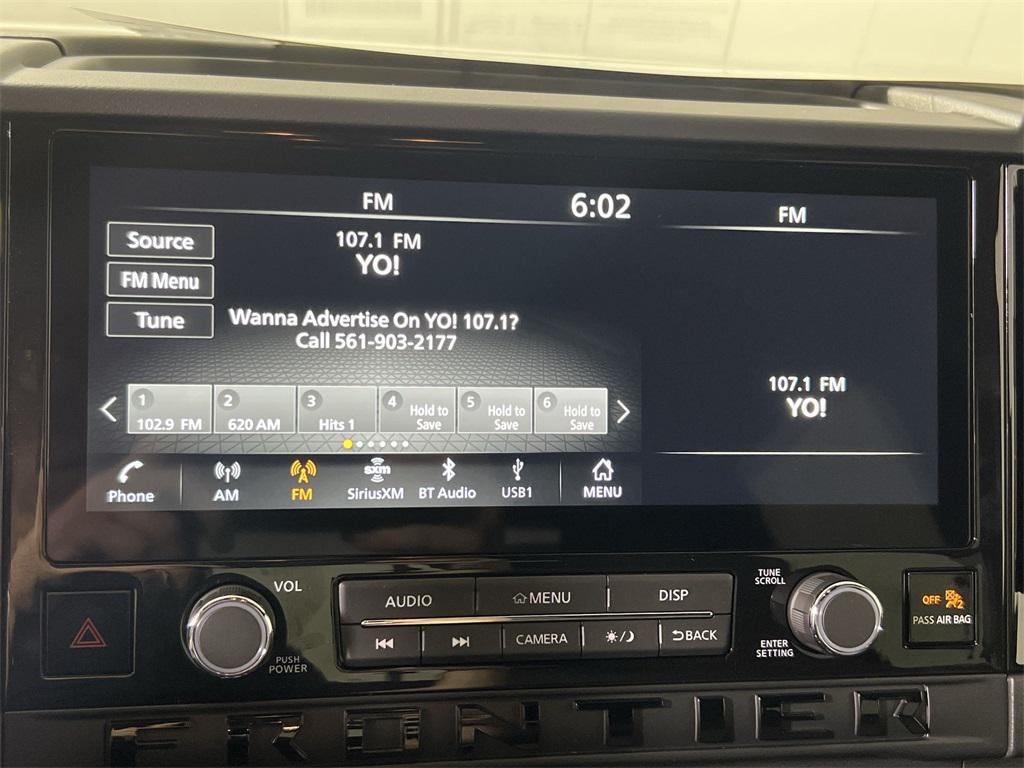 FM
6:02
FM
Source
FM Menu
Tune
107.1 FM
YO!
Wanna Advertise On YO! 107.1?
Call 561-903-2177
107.1 FM
YO!
1
102.9 FM
2
620 AM
3
Hits 1
4
Hold to
Save
5
Hold to
Save
6
Hold to
Save
Phone
AM
FM
sxm
SiriusXM
BT Audio
USB1
MENU
VOL
PUSH
POWER
AUDIO
MENU
DISP
CAMERA
BACK
TUNE
SCROLL
ENTER
SETTING
OFF 2
PASS AIR BAG
FRONTIER